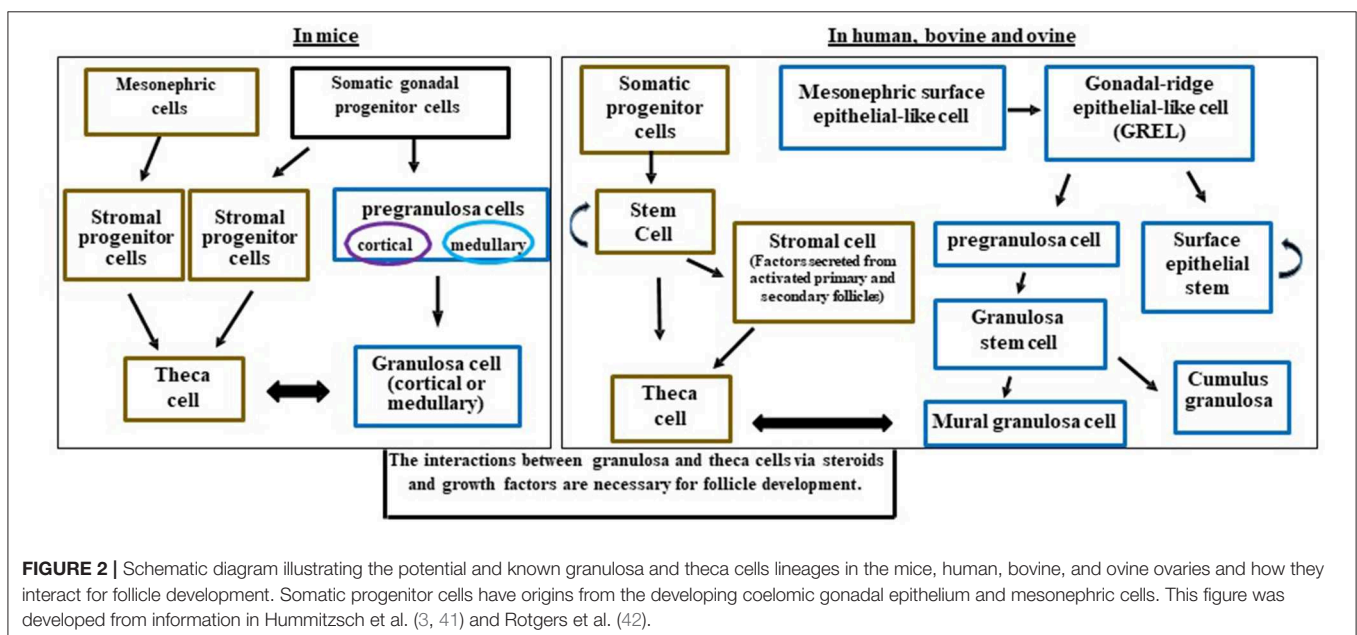 In mice
Mesonephric
cells
Somatic gonadal
progenitor cells
Stromal
progenitor
cells
Stromal
progenitor
cells
pregranulosa cells
cortical
medullary
Theca
cell
Granulosa cell
(cortical or
medullary)
In human, bovine and ovine
Somatic
progenitor
cells
Mesonephric surface
epithelial-like cell
Gonadal-ridge
epithelial-like cell
(GREL)
Stem
Cell
Stromal cell
(Factors secreted from
activated primary and
secondary follicles)
pregranulosa cell
Surface
epithelial
stem
Granulosa
stem cell
Theca
cell
Mural granulosa cell
Cumulus
granulosa
The interactions between granulosa and theca cells via steroids
and growth factors are necessary for follicle development.
FIGURE 2 | Schematic diagram illustrating the potential and known granulosa and theca cells lineages in the mice, human, bovine, and ovine ovaries and how they
interact for follicle development. Somatic progenitor cells have origins from the developing coelomic gonadal epithelium and mesonephric cells. This figure was
developed from information in Hummitzsch et al. (3, 41) and Rotgers et al. (42).